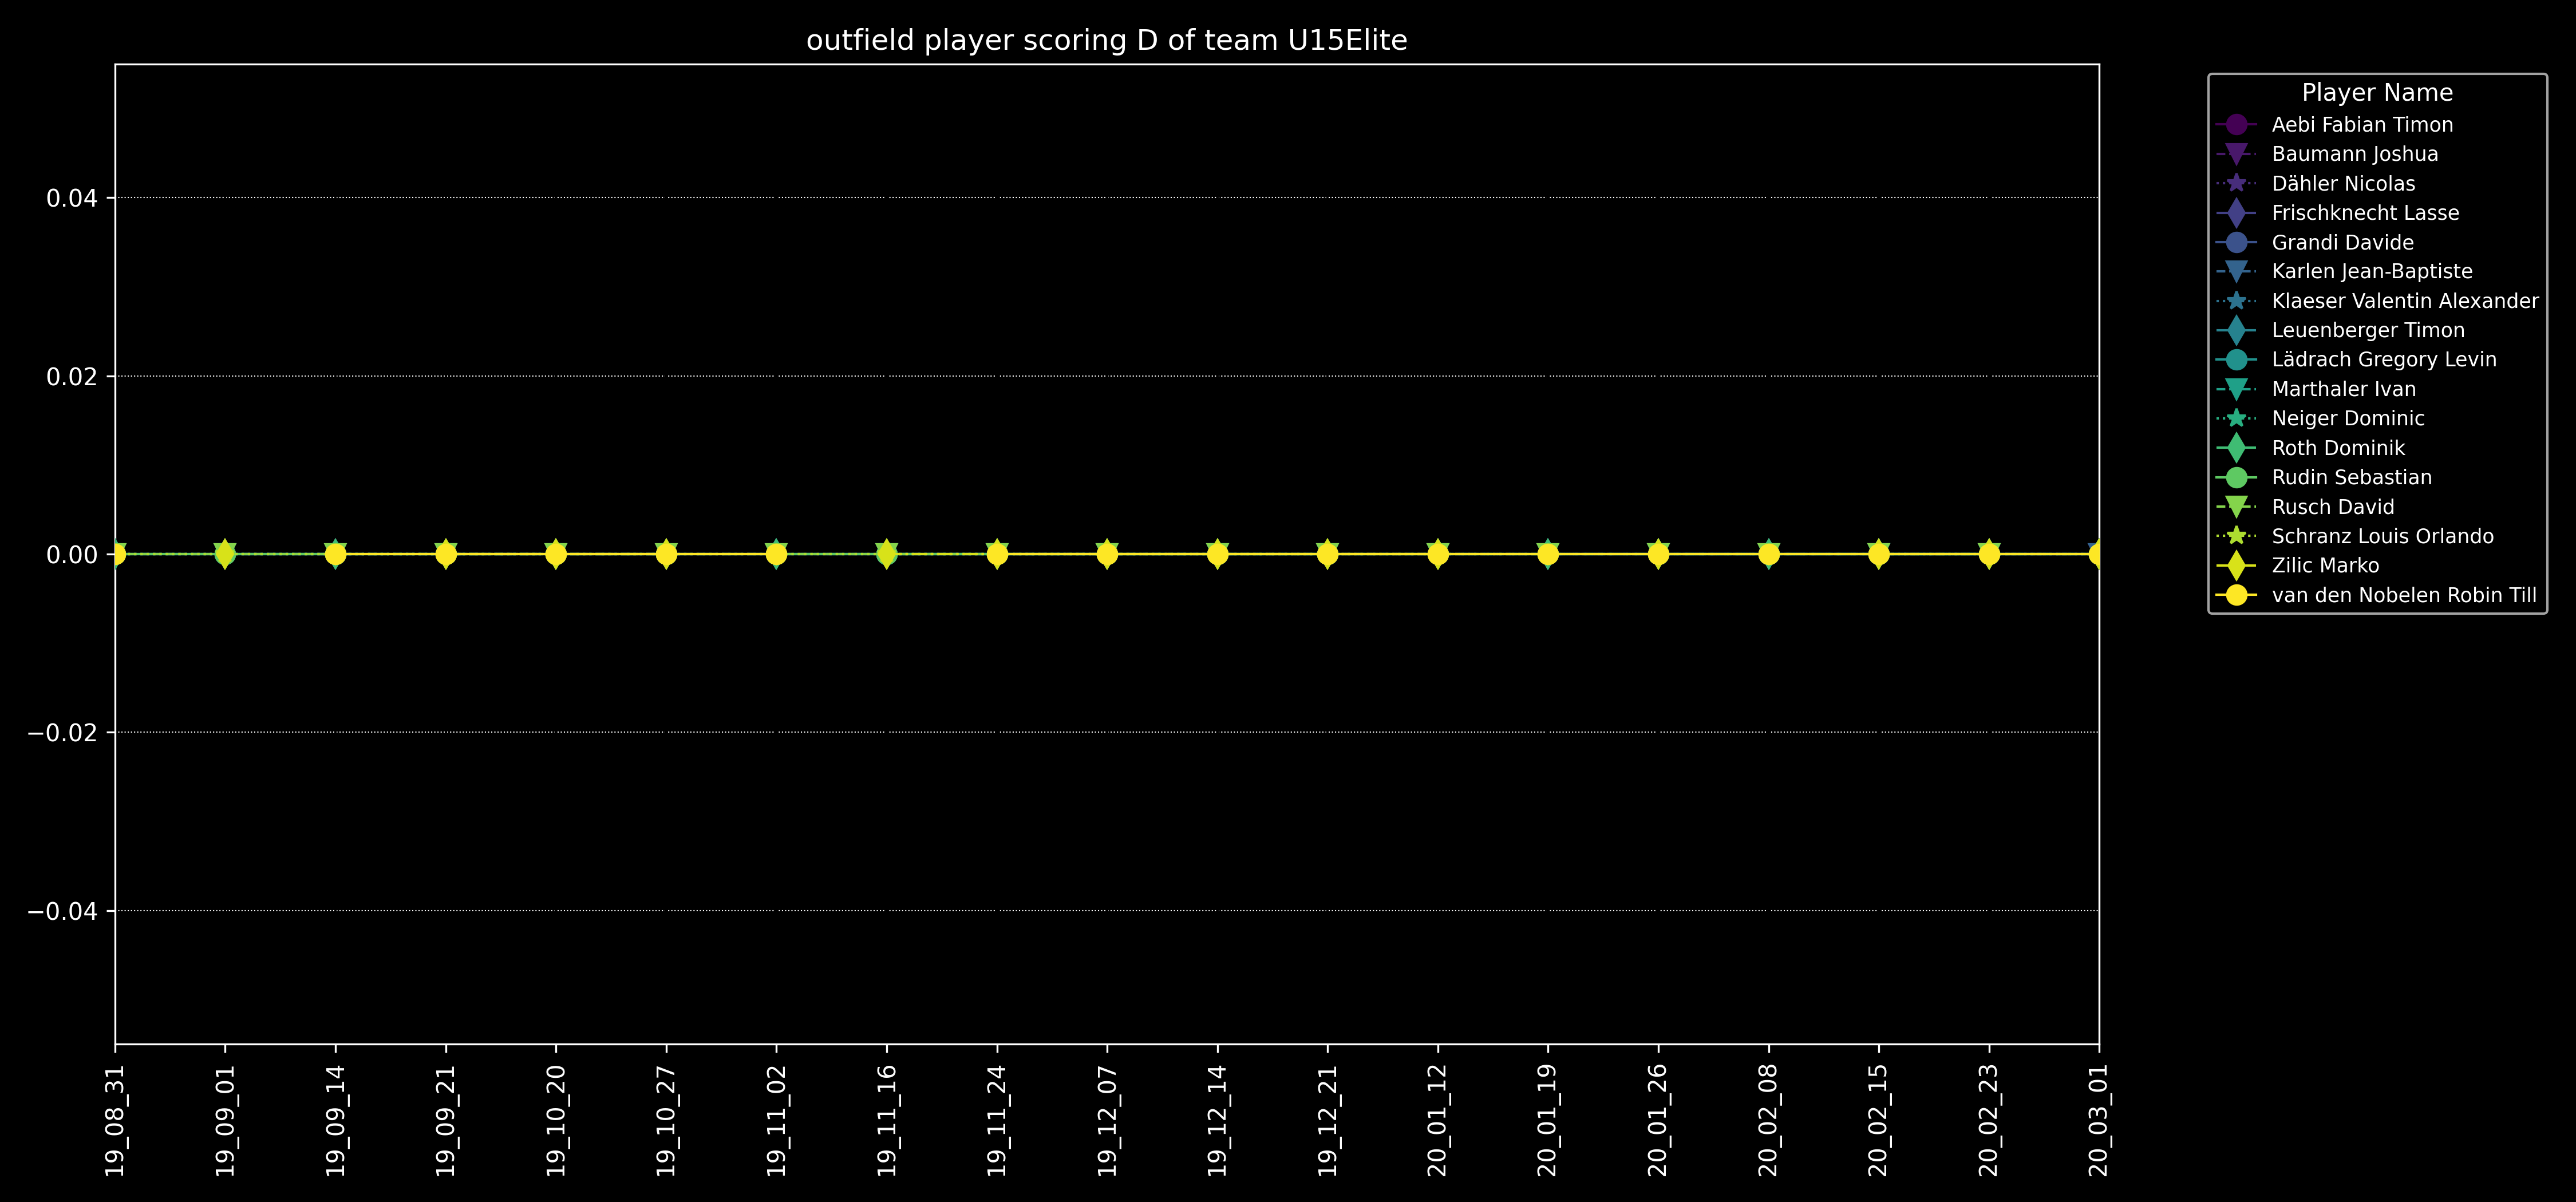 outfield player scoring D of team U15Elite
0.04
0.02
0.00
−0.02
−0.04
19_08_31
19_09_01
19_09_14
19_09_21
19_10_20
19_10_27
19_11_02
19_11_16
19_11_24
19_12_07
19_12_14
19_12_21
20_01_12
20_01_19
20_01_26
20_02_08
20_02_15
20_02_23
20_03_01
Player Name
Aebi Fabian Timon
Baumann Joshua
Dähler Nicolas
Frischknecht Lasse
Grandi Davide
Karlen Jean-Baptiste
Klaeser Valentin Alexander
Leuenberger Timon
Lädrach Gregory Levin
Marthaler Ivan
Neiger Dominic
Roth Dominik
Rudin Sebastian
Rusch David
Schranz Louis Orlando
Zilic Marko
van den Nobelen Robin Till